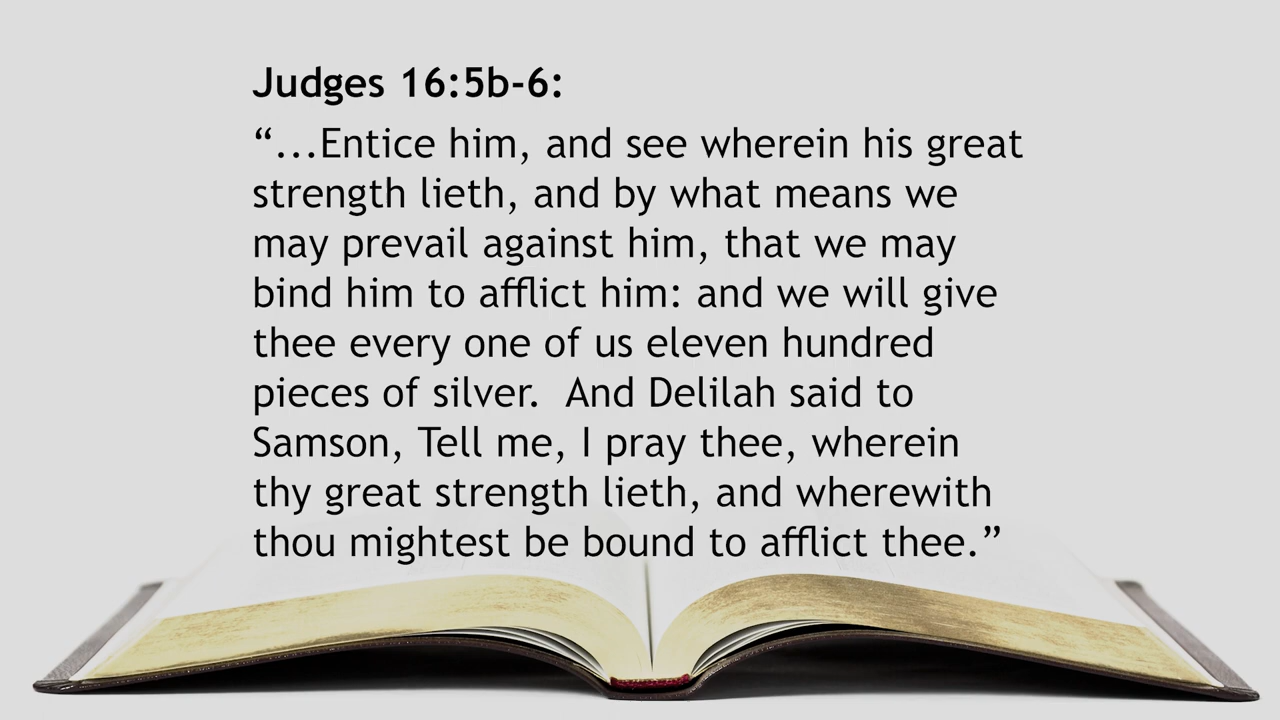 Judges 16:5b-6:
“...Entice him, and see wherein his great
strength lieth, and by what means we
may prevail against him, that we may
bind him to afflict him: and we will give
thee every one of us eleven hundred
pieces of silver.  And Delilah said to
Samson, Tell me, I pray thee, wherein
thy great strength lieth, and wherewith
thou mightest be bound to afflict thee.”